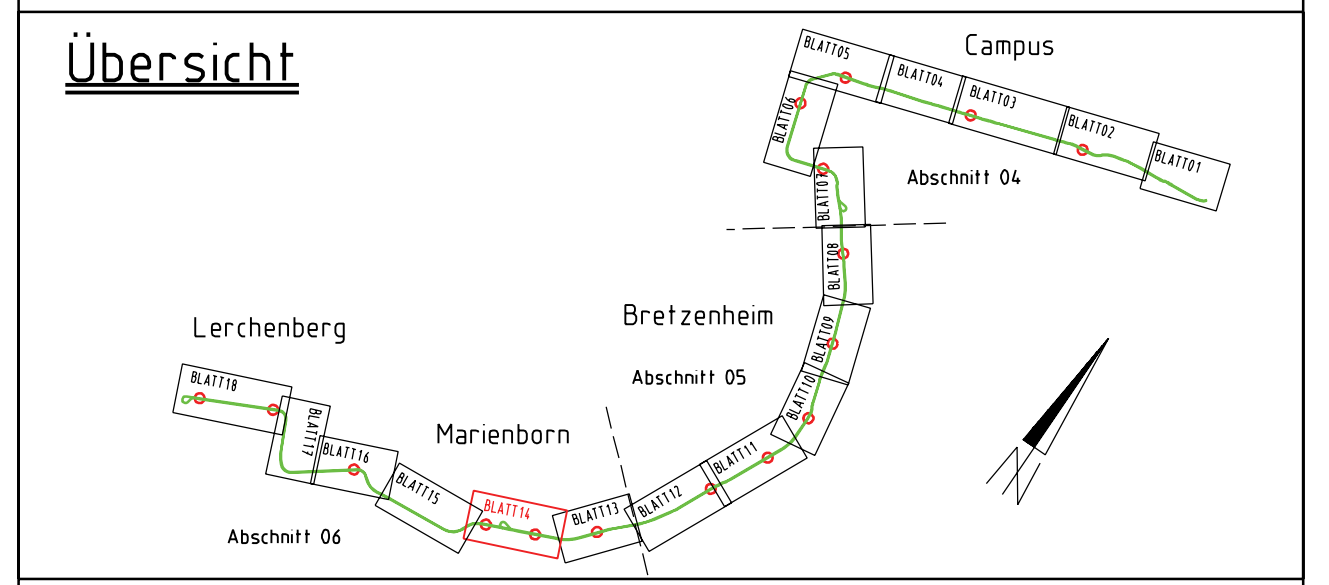 Übersicht
Campus
BLATT05
BLATT04
BLATT03
BLATT02
BLATT01
BLATT06
BLATT07
Abschnitt 04
BLATT08
Bretzenheim
BLATT09
Abschnitt 05
BLATT10
Lerchenberg
BLATT18
BLATT17
BLATT16
Marienborn
BLATT15
BLATT14
BLATT13
BLATT12
BLATT11
Abschnitt 06
N